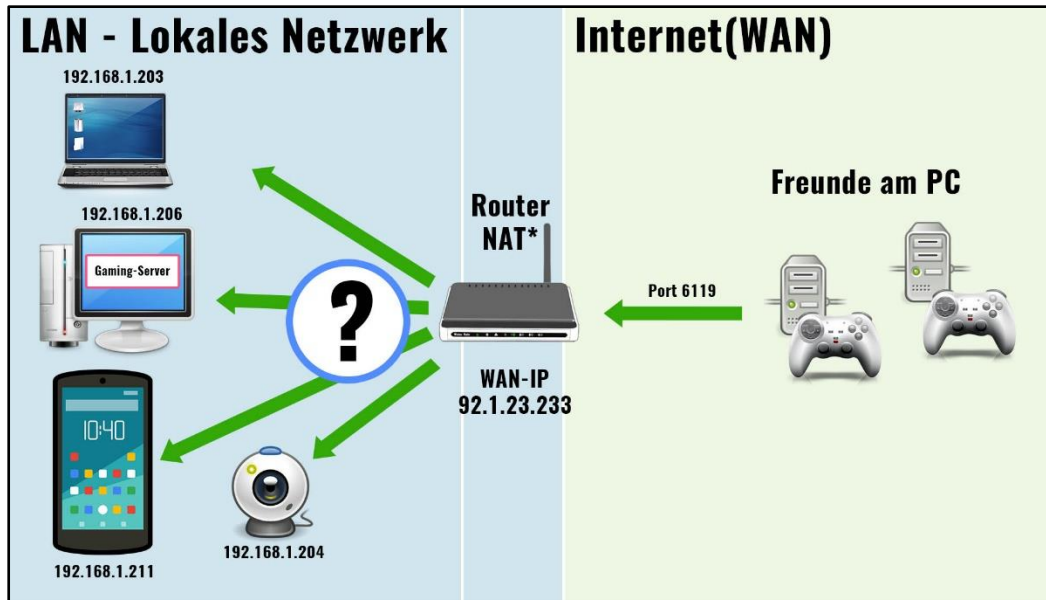 LAN - Lokales Netzwerk
Internet(WAN)
192.168.1.203
192.168.1.206
Gaming-Server
10:40
192.168.1.211
192.168.1.204
?
Router
NAT*
WAN-IP
92.1.23.233
Port 6119
Freunde am PC